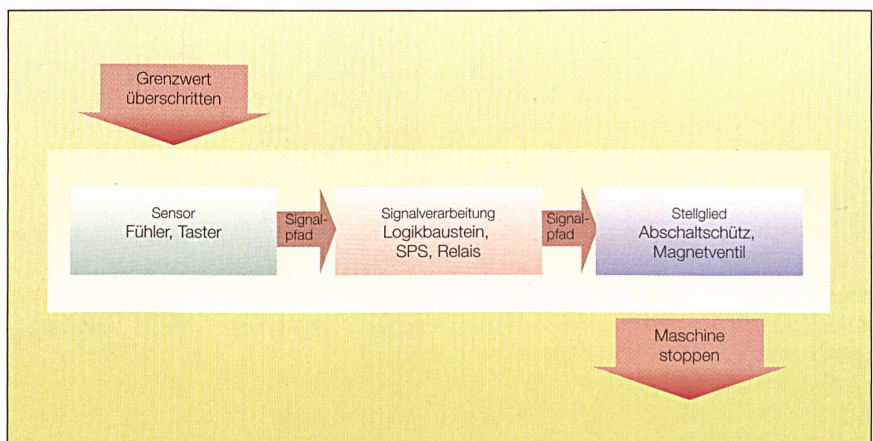 Grenzwert
überschritten
Sensor
Fühler, Taster
Signal-
pfad
Signalverarbeitung
Logikbaustein,
SPS, Relais
Signal-
pfad
Stellglied
Abschaltschütz,
Magnetventil
Maschine
stoppen